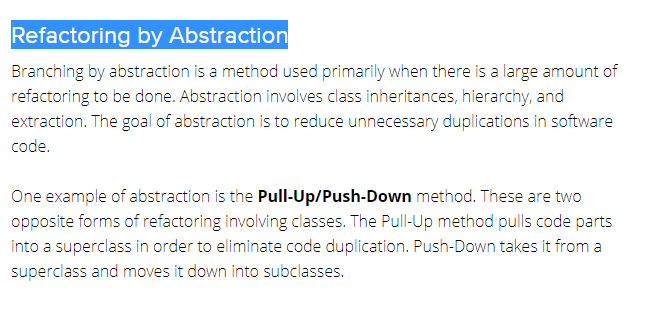 Refactoring by Abstraction
Branching by abstraction is a method used primarily when there is a large amount of
refactoring to be done. Abstraction involves class inheritances, hierarchy, and
extraction. The goal of abstraction is to reduce unnecessary duplications in software
code.
One example of abstraction is the Pull-Up/Push-Down method. These are two
opposite forms of refactoring involving classes. The Pull-Up method pulls code parts
into a superclass in order to eliminate code duplication. Push-Down takes it from a
superclass and moves it down into subclasses.